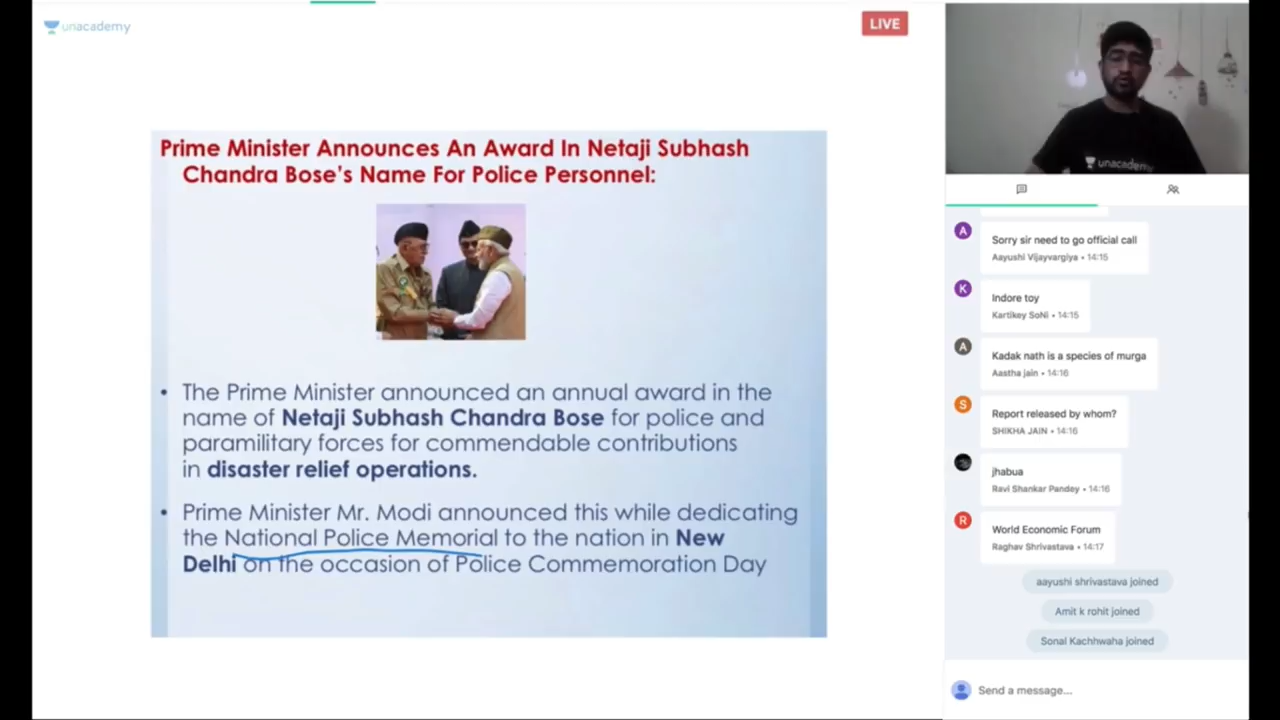 unacademy
LIVE
Prime Minister Announces An Award In Netaji Subhash
Chandra Bose's Name For Police Personnel:
• The Prime Minister announced an annual award in the
name of Netaji Subhash Chandra Bose for police and
paramilitary forces for commendable contributions
in disaster relief operations.
• Prime Minister Mr. Modi announced this while dedicating
the National Police Memorial to the nation in New
Delhi on the occasion of Police Commemoration Day
unacademy
A
Sorry sir need to go official call
Aayushi Vijayvargiya • 14:15
K
Indore toy
Kartikey SoNi • 14:15
A
Kadak nath is a species of murga
Aastha jain • 14:16
S
Report released by whom?
SHIKHA JAIN • 14:16
jhabua
Ravi Shankar Pandey • 14:16
R
World Economic Forum
Raghav Shrivastava • 14:17
aayushi shrivastava joined
Amit k rohit joined
Sonal Kachhwaha joined
Send a message...